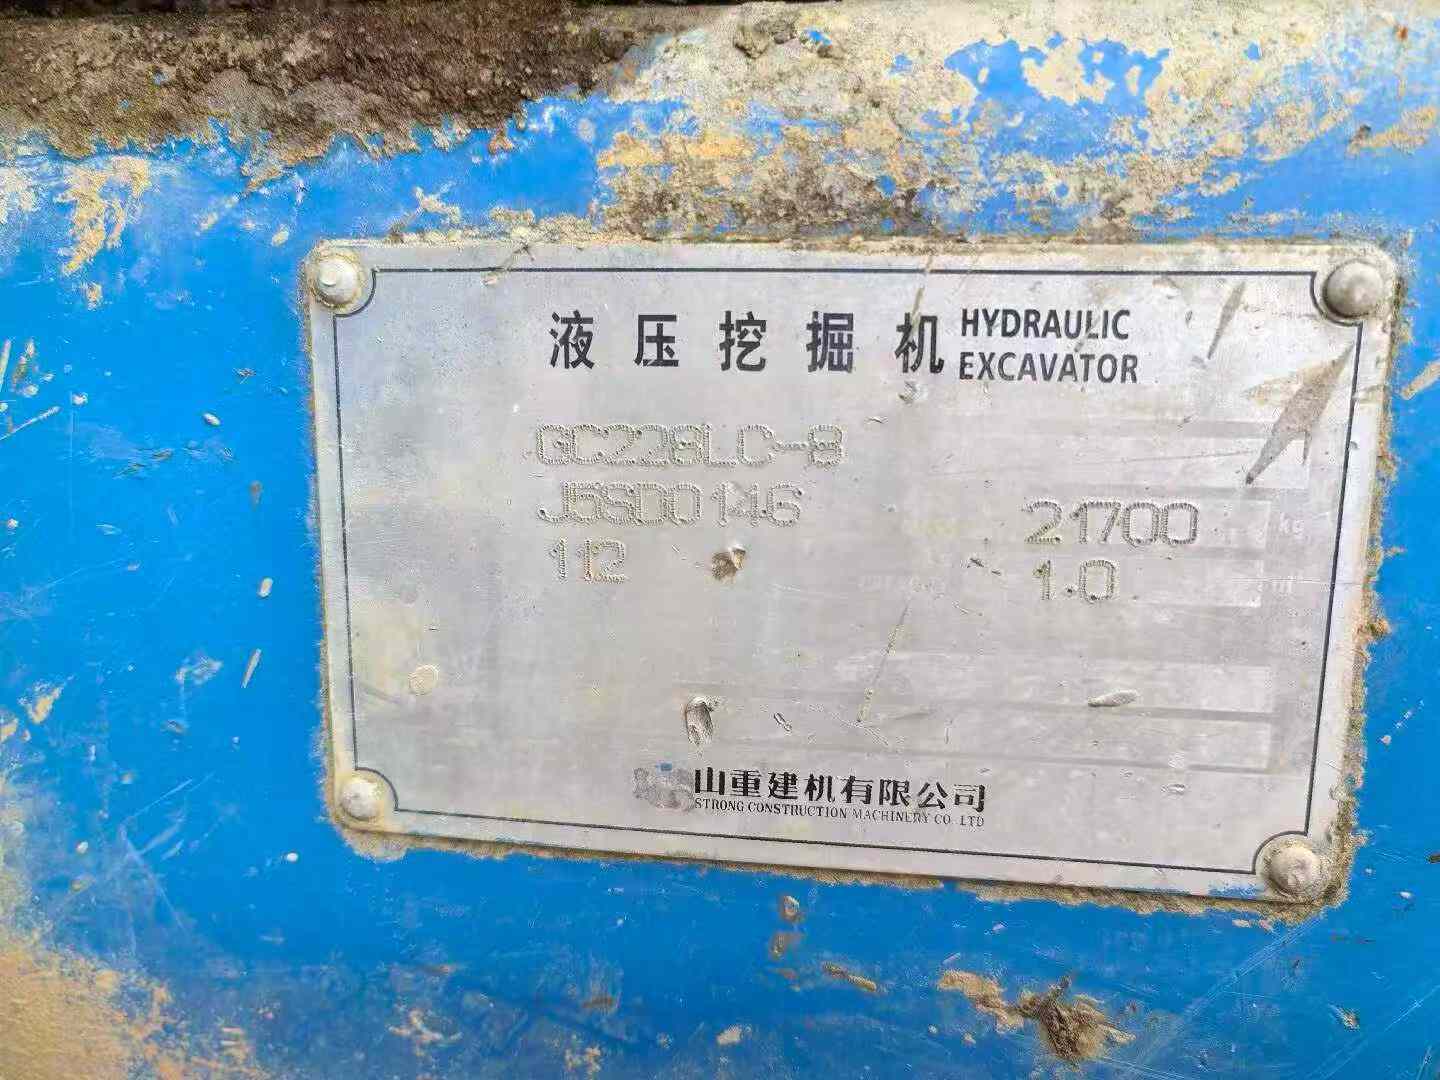 液压挖掘机 HYDRAULIC EXCAVATOR
GC228LC-8
J5SD0146
21700 kg
112
1.0
山重建机有限公司
STRONG CONSTRUCTION MACHINERY CO. LTD